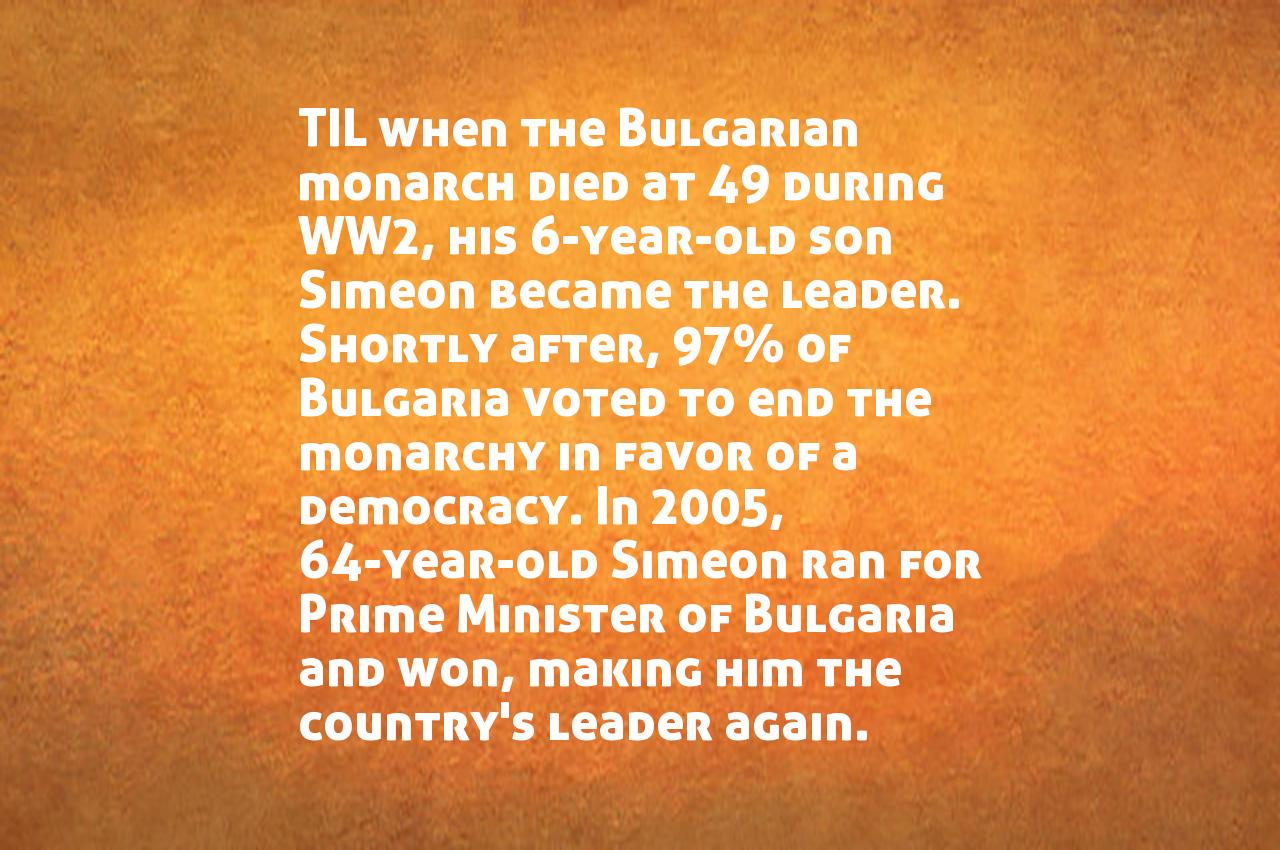 TIL when the Bulgarian
monarch died at 49 during
WW2, his 6-year-old son
Simeon became the leader.
Shortly after, 97% of
Bulgaria voted to end the
monarchy in favor of a
democracy. In 2005,
64-year-old Simeon ran for
Prime Minister of Bulgaria
and won, making him the
country's leader again.